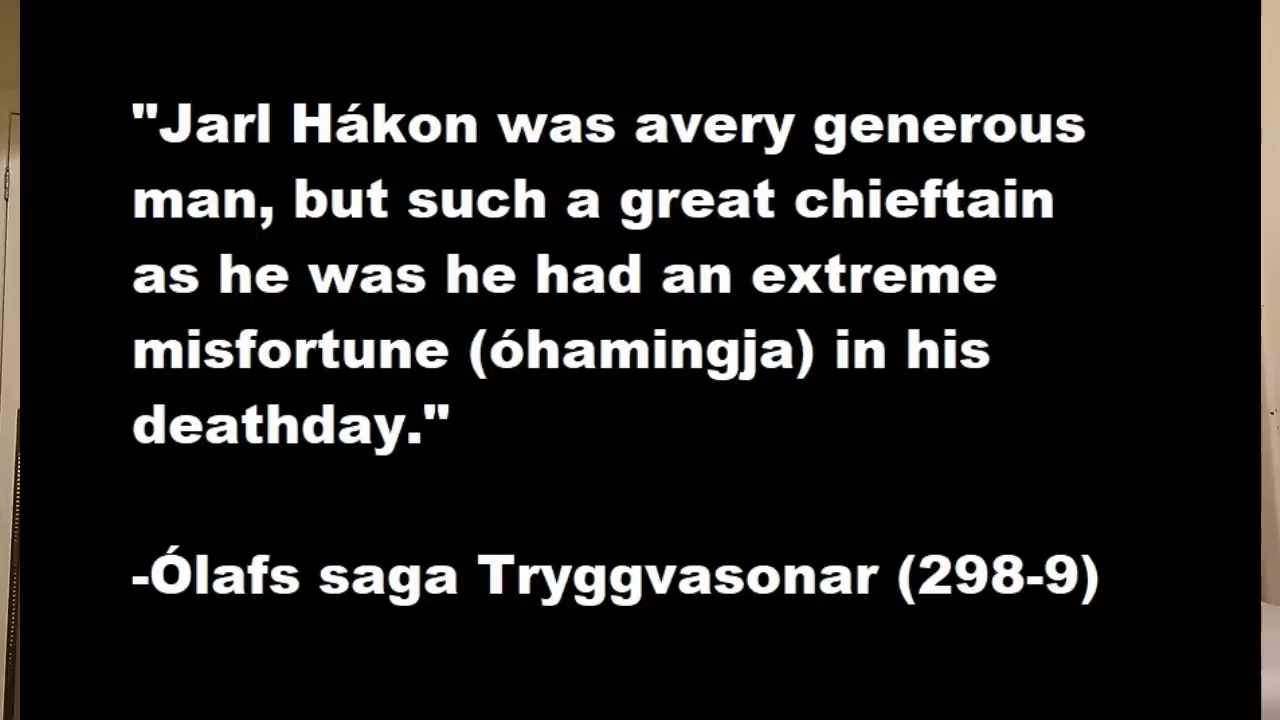 "Jarl Hákon was avery generous
man, but such a great chieftain
as he was he had an extreme
misfortune (óhamingja) in his
deathday."
-Ólafs saga Tryggvasonar (298-9)